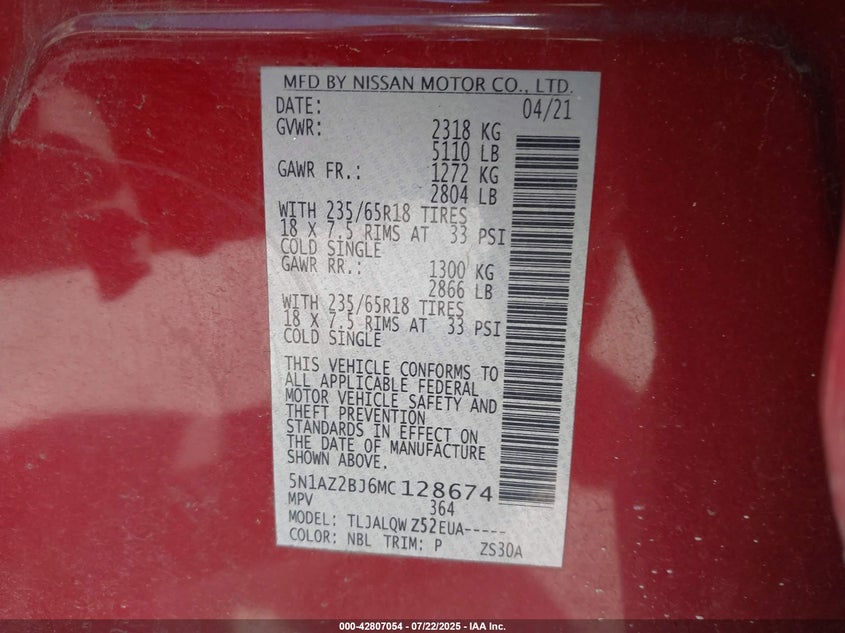 MFD BY NISSAN MOTOR CO., LTD.
DATE: 04/21
GVWR: 2318 KG
5110 LB
GAWR FR.: 1272 KG
2804 LB
WITH 235/65R18 TIRES
18 X 7.5 RIMS AT 33 PSI
COLD SINGLE
GAWR RR.: 1300 KG
2866 LB
WITH 235/65R18 TIRES
18 X 7.5 RIMS AT 33 PSI
COLD SINGLE
THIS VEHICLE CONFORMS TO
ALL APPLICABLE FEDERAL
MOTOR VEHICLE SAFETY AND
THEFT PREVENTION
STANDARDS IN EFFECT ON
THE DATE OF MANUFACTURE
SHOWN ABOVE.
5N1AZ2BJ6MC128674
MPV 364
MODEL: TLJALQWZ52EUA-----
COLOR: NBL TRIM: P ZS30A
000-42807054 - 07/22/2025 - IAA Inc.